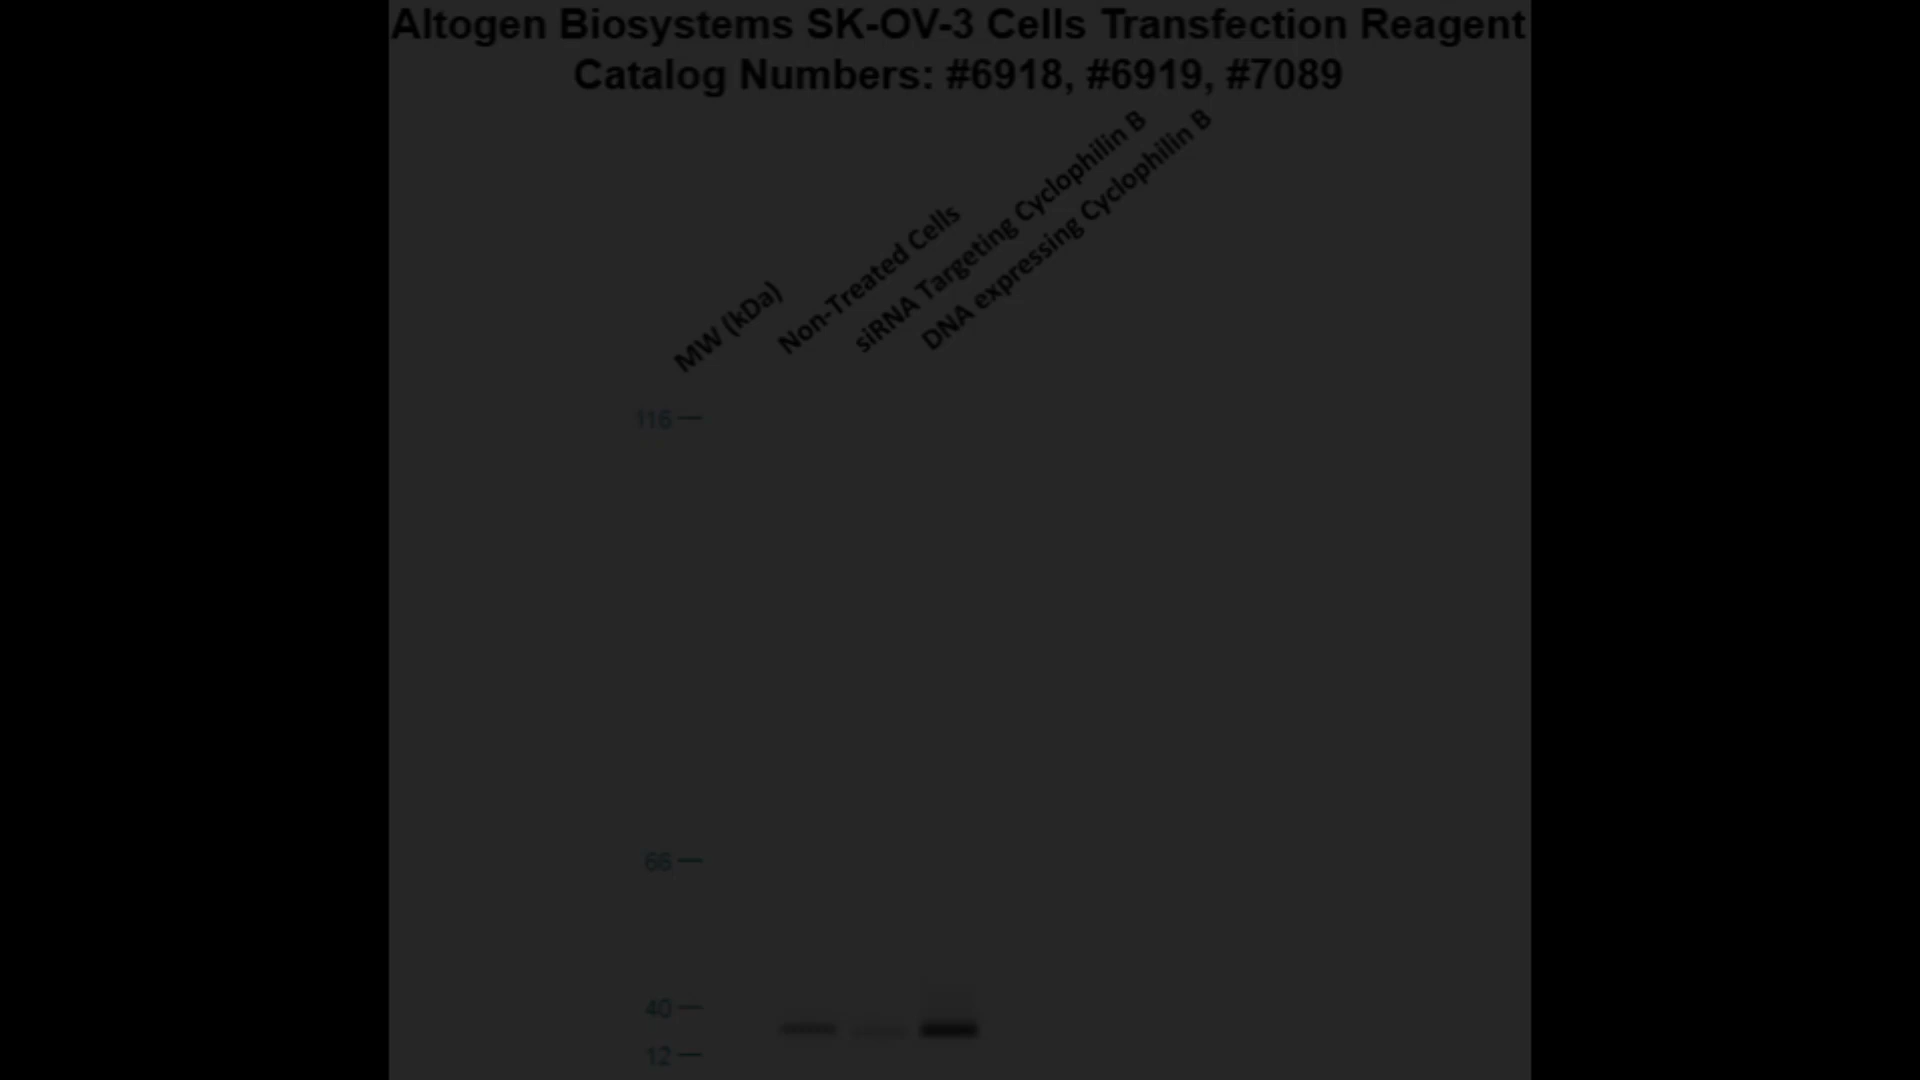 Altogen Biosystems SK-OV-3 Cells Transfection Reagent
Catalog Numbers: #6918, #6919, #7089
MW (kDa)
Non-Treated Cells
siRNA Targeting Cyclophilin B
DNA expressing Cyclophilin B
116
66
40
12